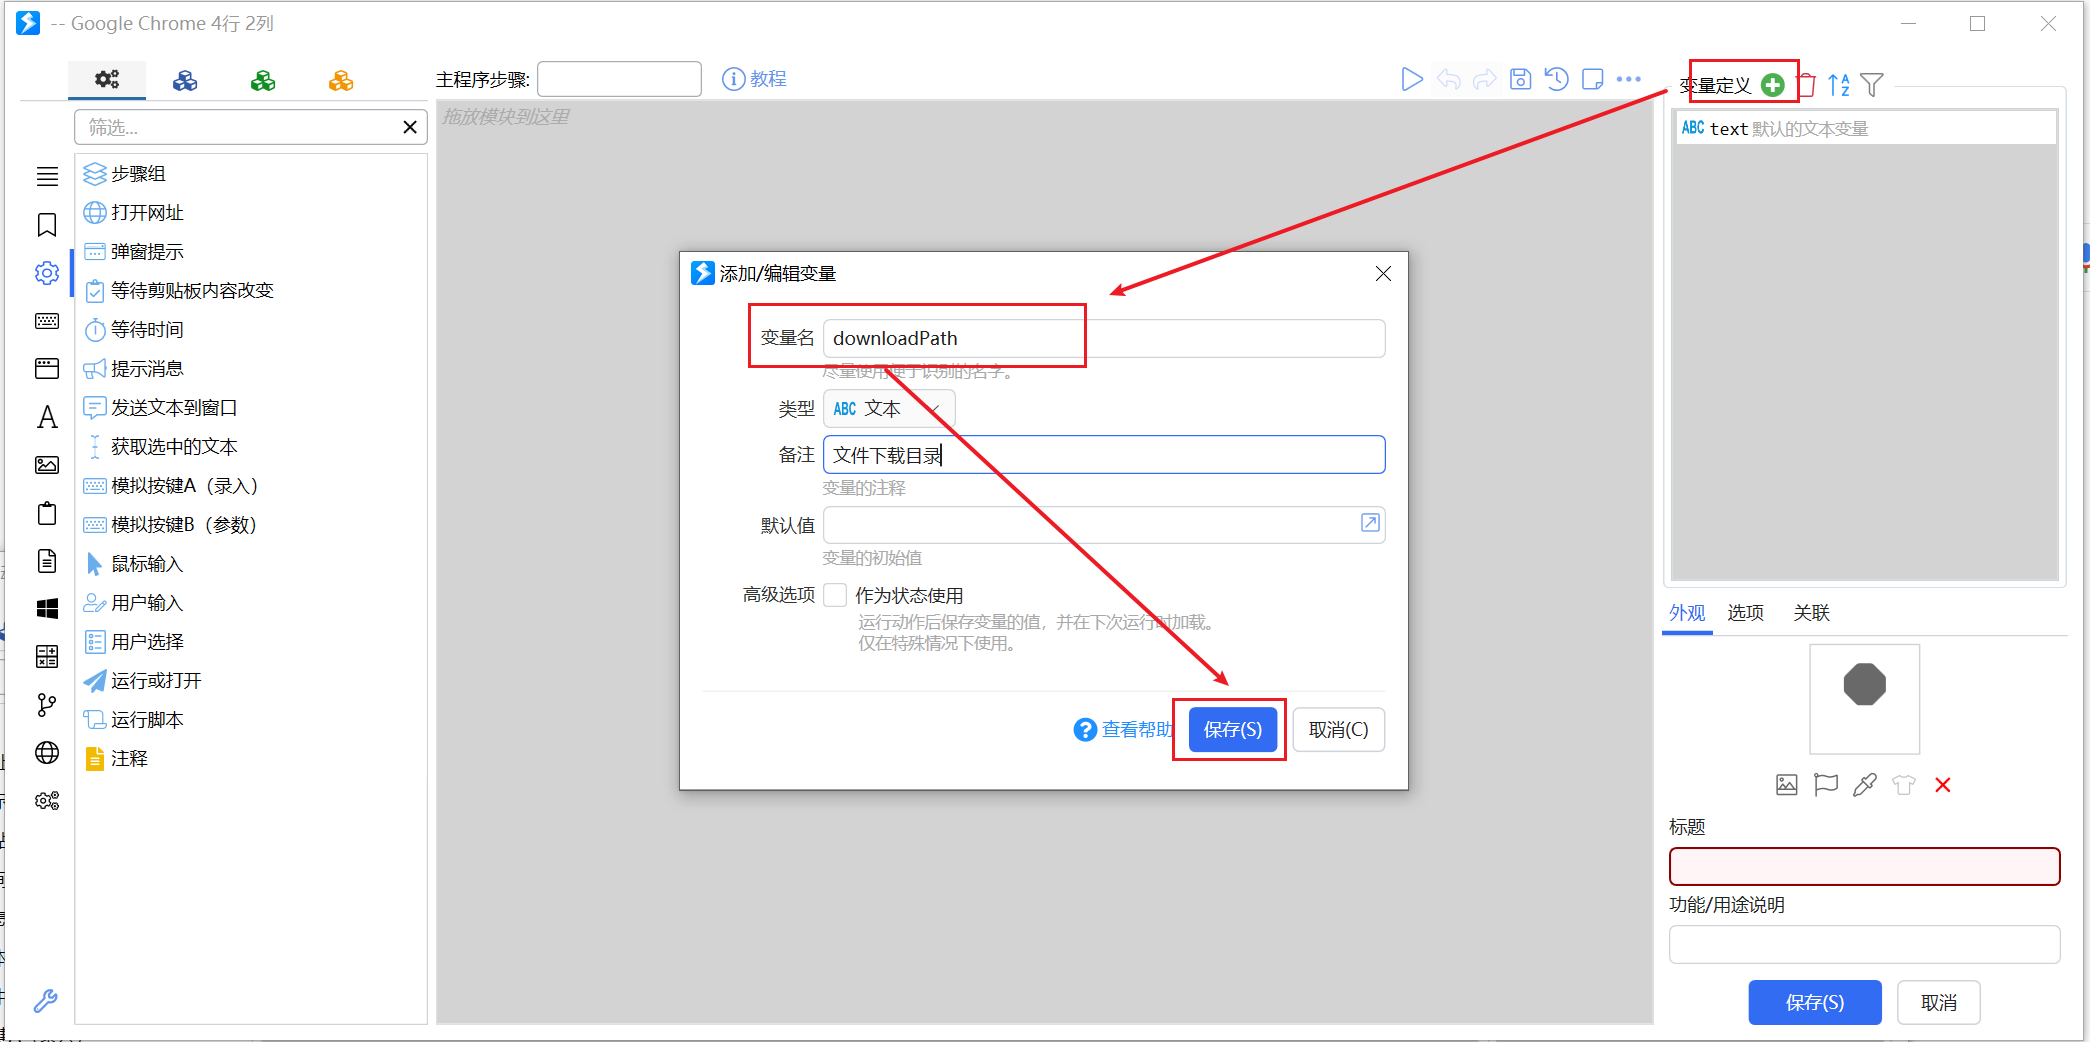 -- Google Chrome 4行 2列
主程序步骤:
教程
变量定义
筛选...
拖放模块到这里
ABC text 默认的文本变量
步骤组
打开网址
弹窗提示
等待剪贴板内容改变
等待时间
提示消息
发送文本到窗口
获取选中的文本
模拟按键A（录入）
模拟按键B（参数）
鼠标输入
用户输入
用户选择
运行或打开
运行脚本
注释
添加/编辑变量
变量名 downloadPath
尽量使用便于识别的名字。
类型 ABC 文本
备注 文件下载目录
变量的注释
默认值
变量的初始值
高级选项 作为状态使用
运行动作后保存变量的值，并在下次运行时加载。
仅在特殊情况下使用。
查看帮助 保存(S) 取消(C)
外观 选项 关联
标题
功能/用途说明
保存(S) 取消